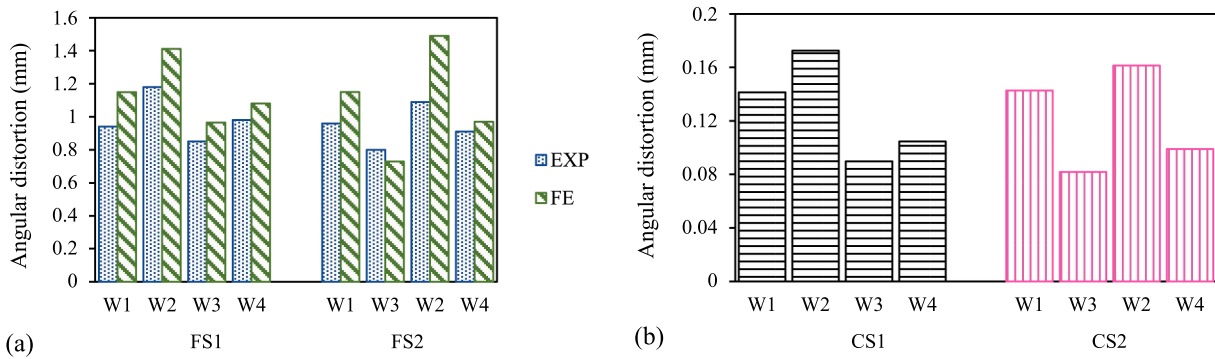 Angular distortion (mm)
1.6
1.4
1.2
1
0.8
0.6
0.4
0.2
0
W1 W2 W3 W4 W1 W3 W2 W4
FS1 FS2
EXP
FE
(a)
Angular distortion (mm)
0.2
0.16
0.12
0.08
0.04
0
W1 W2 W3 W4 W1 W3 W2 W4
CS1 CS2
(b)